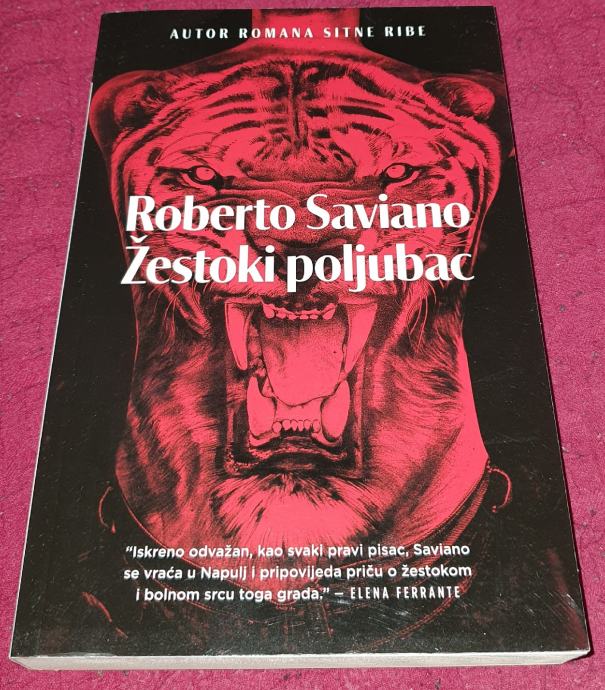 AUTOR ROMANA SITNE RIBE
Roberto Saviano
Žestoki poljubac
“Iskreno odvažan, kao svaki pravi pisac, Saviano
se vraća u Napulj i pripovijeda priču o žestokom
i bolnom srcu toga grada.” – ELENA FERRANTE